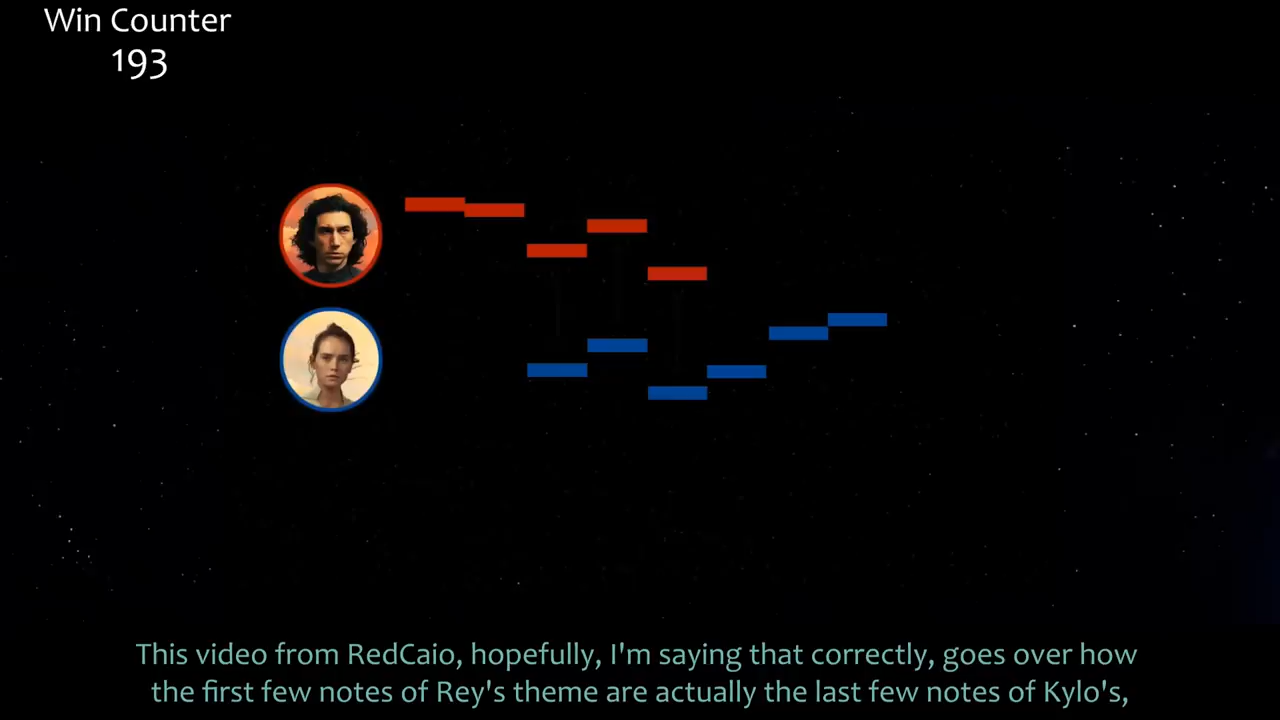 Win Counter
193
This video from RedCaio, hopefully, I'm saying that correctly, goes over how
the first few notes of Rey's theme are actually the last few notes of Kylo's,